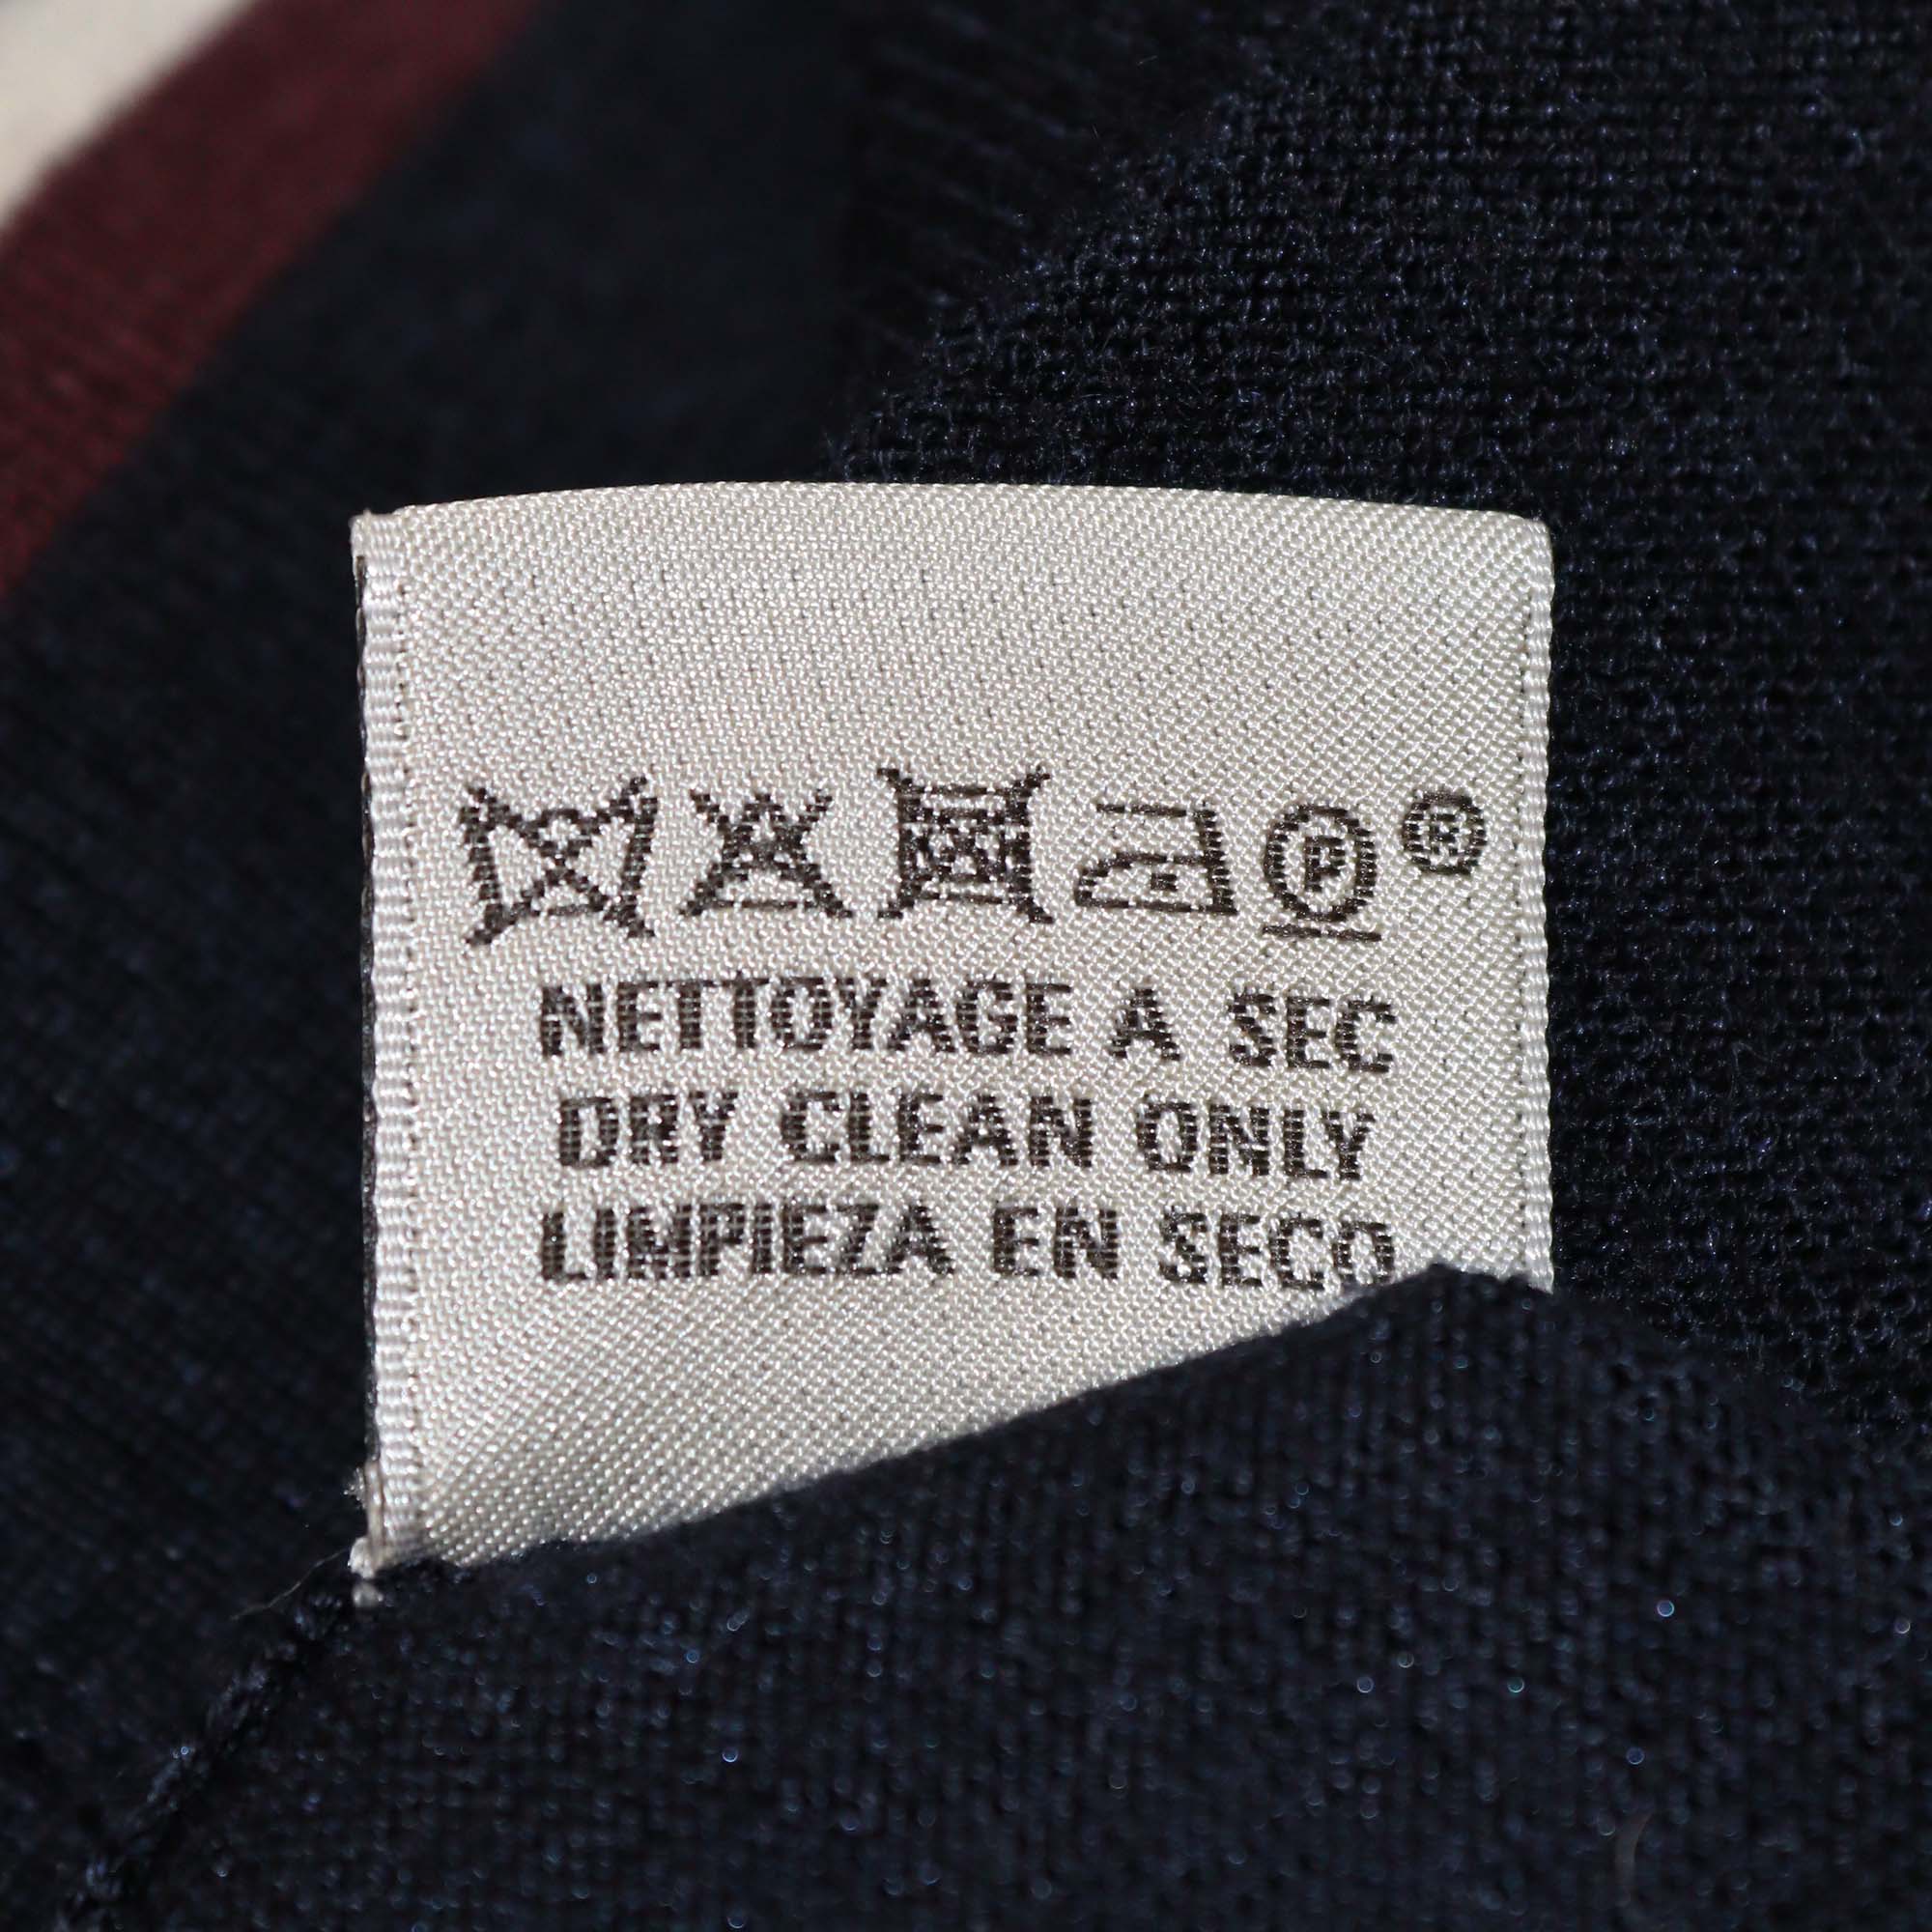 P ®
NETTOYAGE A SEC
DRY CLEAN ONLY
LIMPIEZA EN SECO